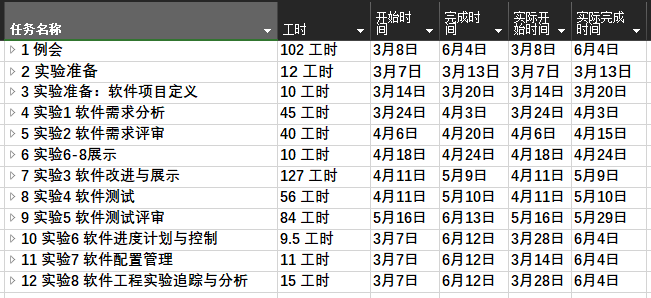 任务名称 工时 开始时间 完成时间 实际开始时间 实际完成时间
1 例会 102 工时 3月8日 6月4日 3月8日 6月4日
2 实验准备 12 工时 3月7日 3月13日 3月7日 3月13日
3 实验准备：软件项目定义 10 工时 3月14日 3月20日 3月14日 3月20日
4 实验1 软件需求分析 45 工时 3月24日 4月3日 3月24日 4月3日
5 实验2 软件需求评审 40 工时 4月6日 4月20日 4月6日 4月15日
6 实验6-8展示 10 工时 4月18日 4月24日 4月18日 4月24日
7 实验3 软件改进与展示 127 工时 4月11日 5月9日 4月11日 5月9日
8 实验4 软件测试 56 工时 4月11日 5月10日 4月11日 5月10日
9 实验5 软件测试评审 84 工时 5月16日 6月13日 5月16日 5月29日
10 实验6 软件进度计划与控制 9.5 工时 3月7日 6月12日 3月28日 6月4日
11 实验7 软件配置管理 11 工时 3月7日 6月12日 3月14日 6月4日
12 实验8 软件工程实验追踪与分析 15 工时 3月7日 6月12日 3月28日 6月4日